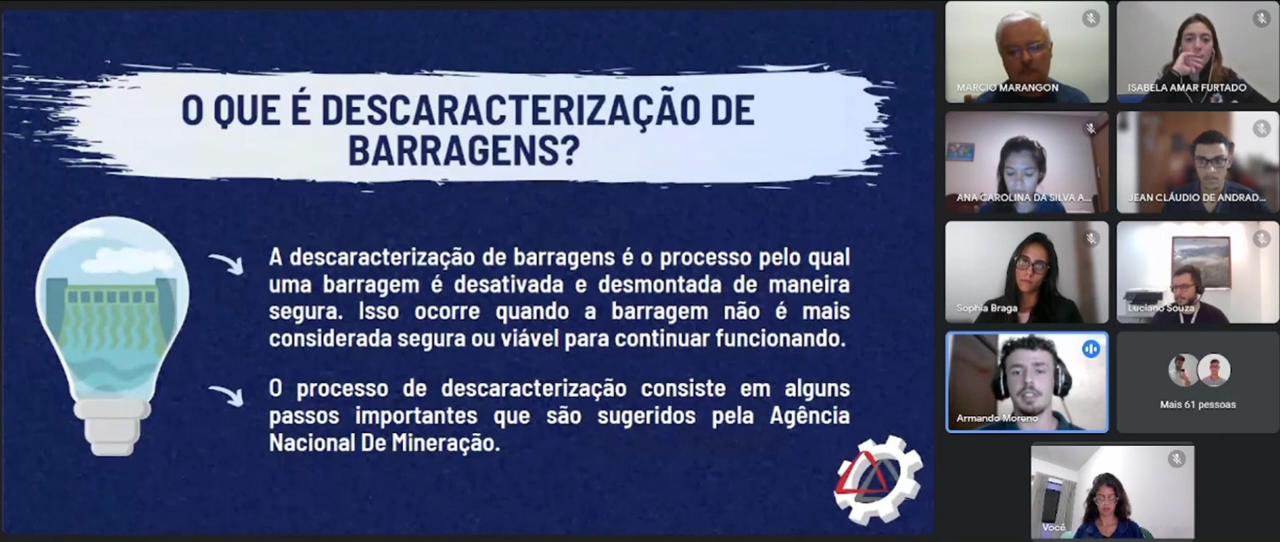 O QUE É DESCARACTERIZAÇÃO DE
BARRAGENS?
A descaracterização de barragens é o processo pelo qual
uma barragem é desativada e desmontada de maneira
segura. Isso ocorre quando a barragem não é mais
considerada segura ou viável para continuar funcionando.
O processo de descaracterização consiste em alguns
passos importantes que são sugeridos pela Agência
Nacional De Mineração.
MARCIO MARANGON
ISABELA AMAR FURTADO
ANA CAROLINA DA SILVA A...
JEAN CLÁUDIO DE ANDRAD...
Sophia Braga
Luciano Souza
Armando Moreno
Mais 61 pessoas
Você